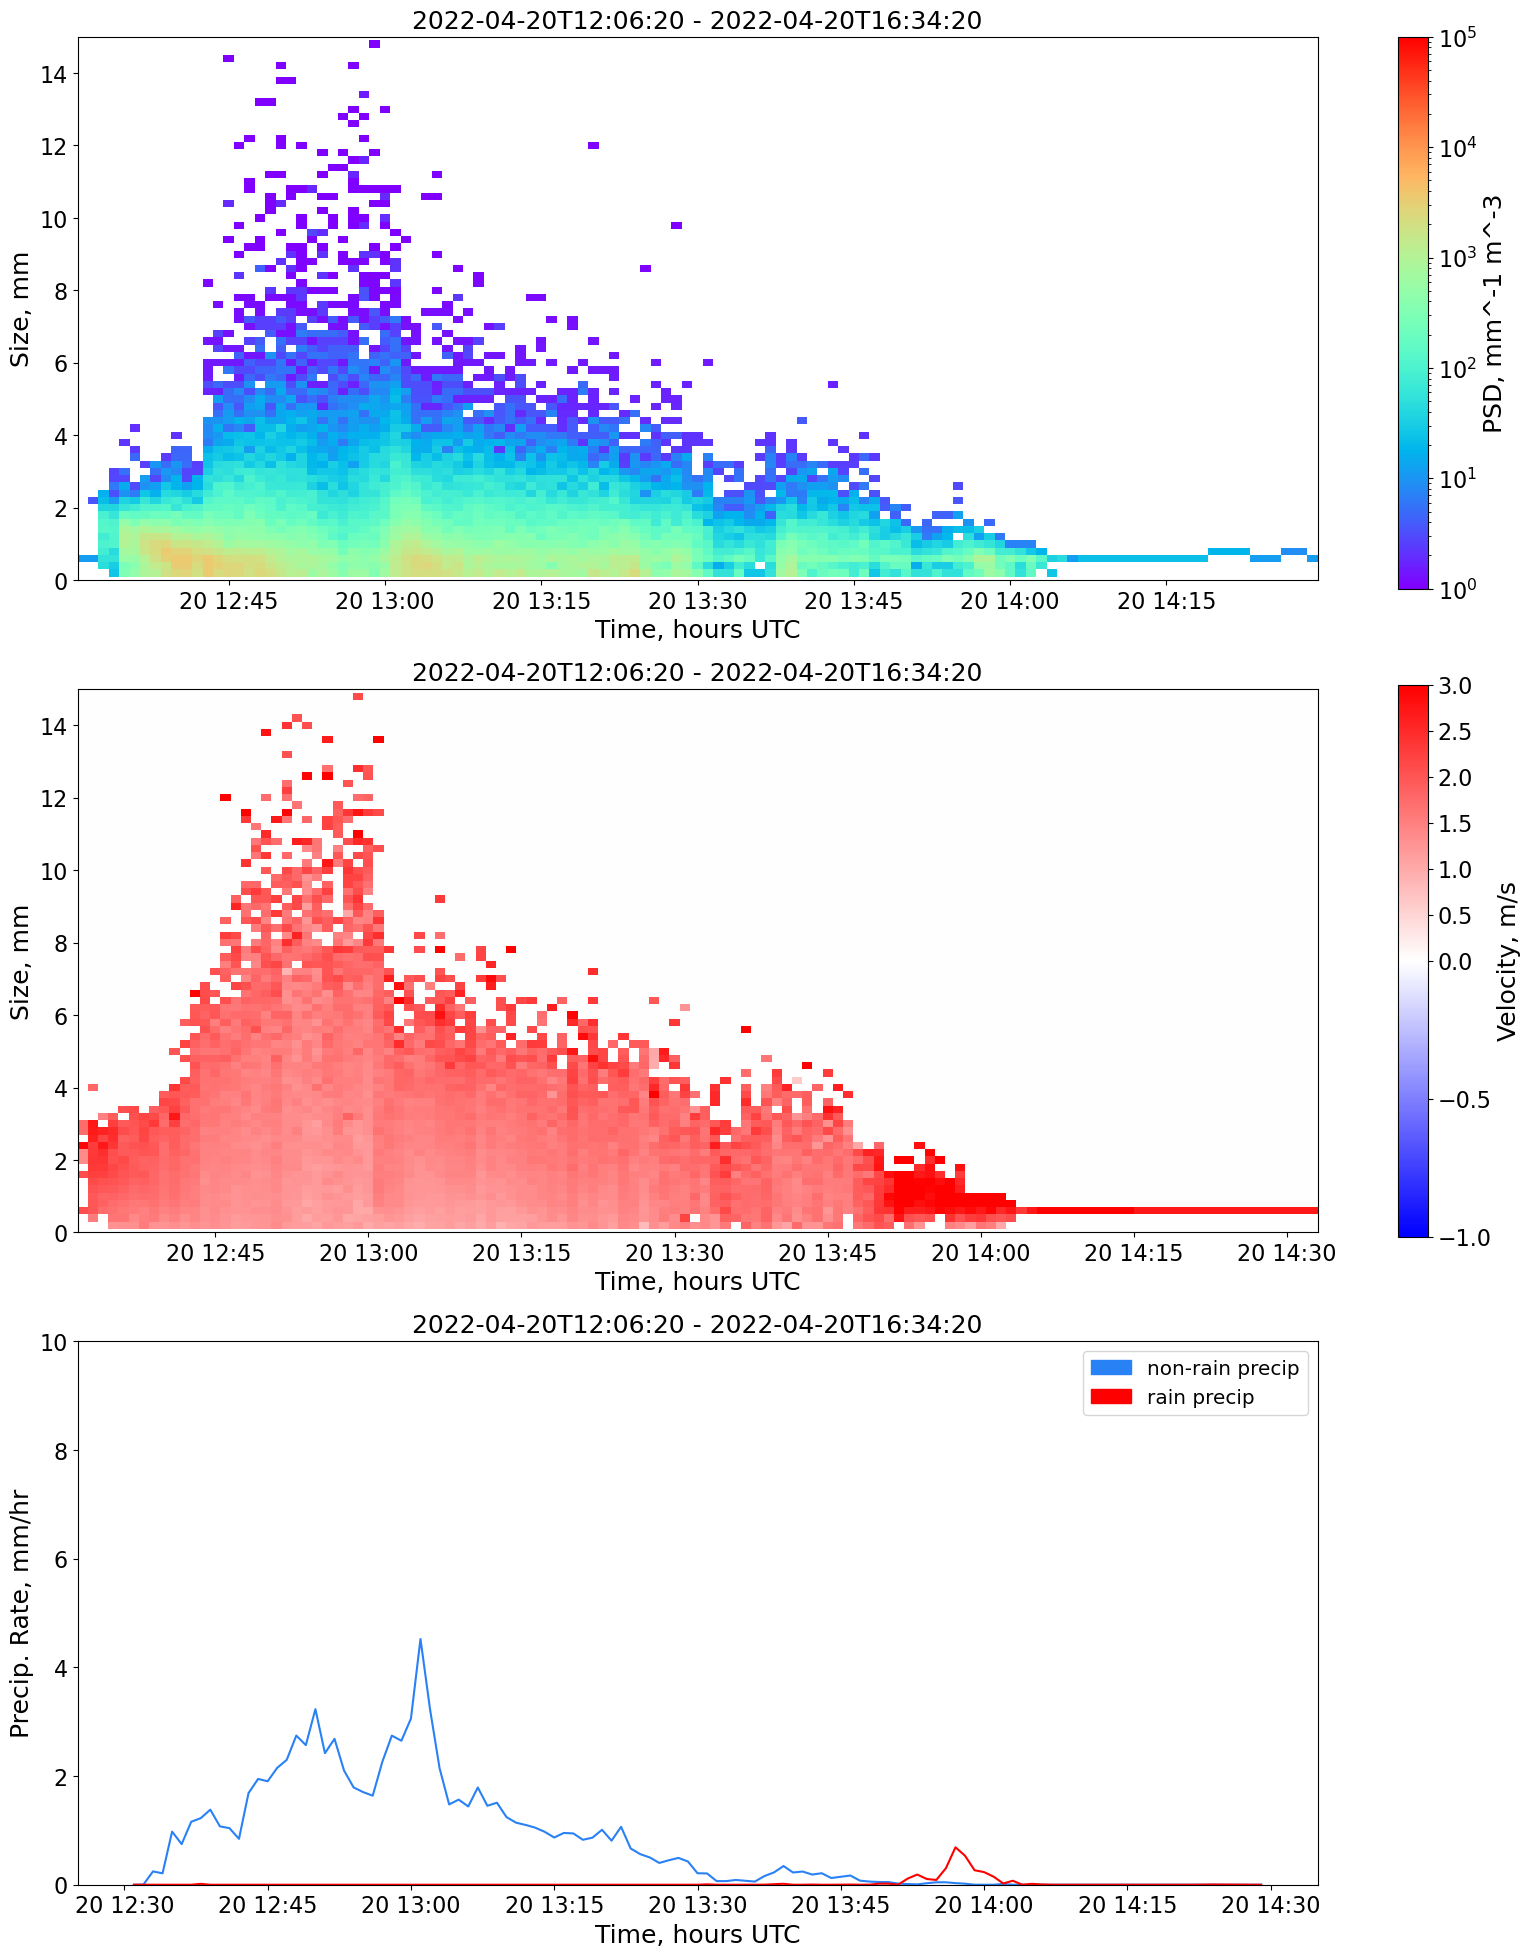 2022-04-20T12:06:20 - 2022-04-20T16:34:20
Size, mm
14
12
10
8
6
4
2
0
20 12:45 20 13:00 20 13:15 20 13:30 20 13:45 20 14:00 20 14:15
Time, hours UTC
10^5
10^4
10^3
10^2
10^1
10^0
PSD, mm^-1 m^-3
2022-04-20T12:06:20 - 2022-04-20T16:34:20
Size, mm
14
12
10
8
6
4
2
0
20 12:45 20 13:00 20 13:15 20 13:30 20 13:45 20 14:00 20 14:15 20 14:30
Time, hours UTC
3.0
2.5
2.0
1.5
1.0
0.5
0.0
−0.5
−1.0
Velocity, m/s
2022-04-20T12:06:20 - 2022-04-20T16:34:20
Precip. Rate, mm/hr
10
8
6
4
2
0
non-rain precip
rain precip
20 12:30 20 12:45 20 13:00 20 13:15 20 13:30 20 13:45 20 14:00 20 14:15 20 14:30
Time, hours UTC